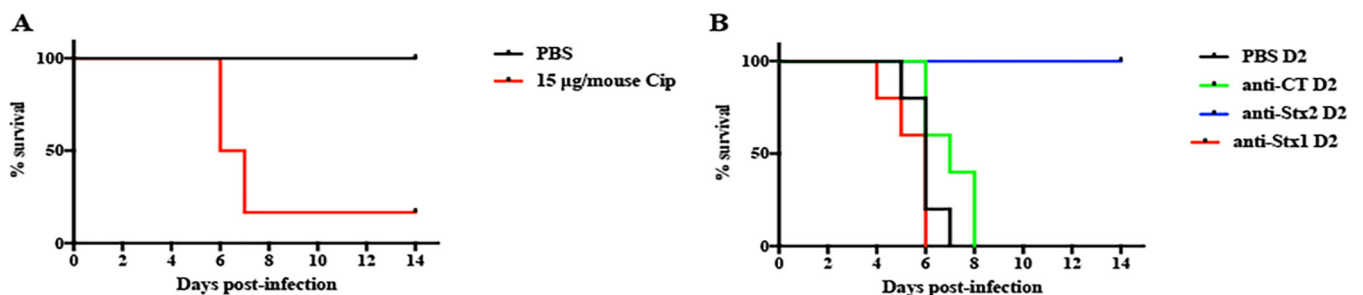 A
% survival
100
50
0
0 2 4 6 8 10 12 14
Days post-infection
PBS
15 µg/mouse Cip
B
% survival
100
50
0
0 2 4 6 8 10 12 14
Days post-infection
PBS D2
anti-CT D2
anti-Stx2 D2
anti-Stx1 D2